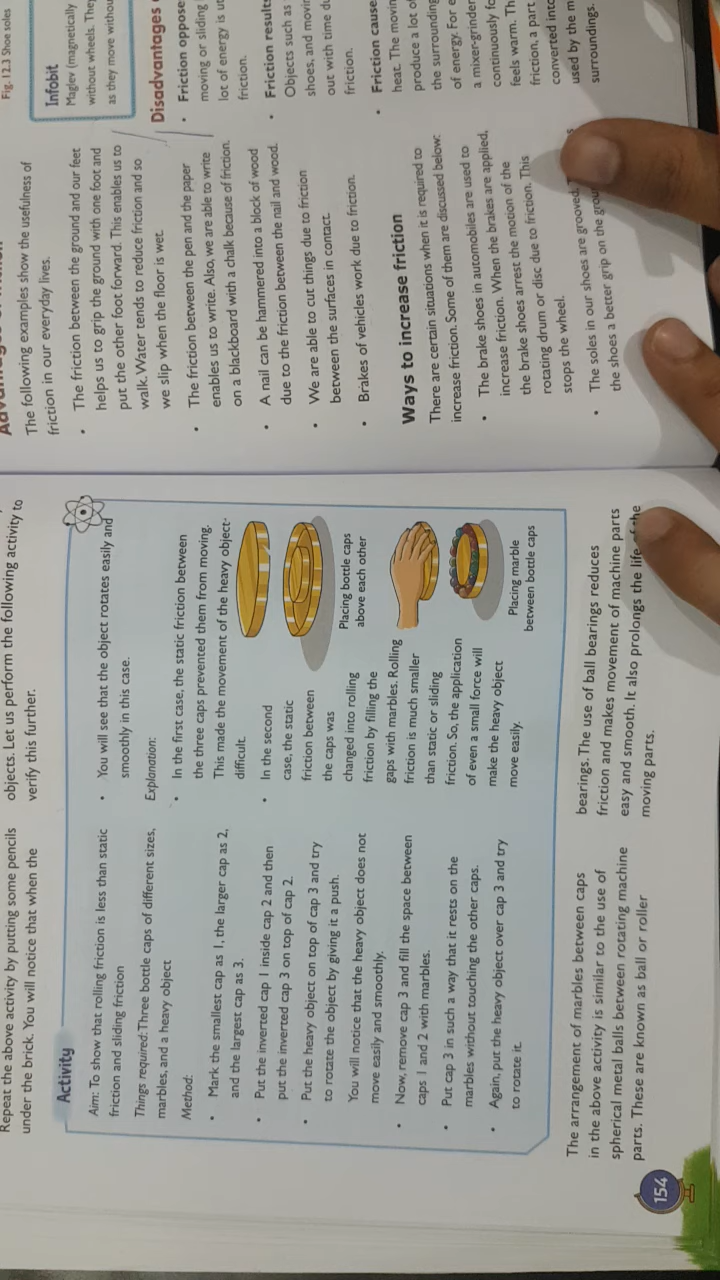 Repeat the above activity by putting some pencils
under the brick. You will notice that when the
objects. Let us perform the following activity to
verify this further.
Activity
Aim: To show that rolling friction is less than static
friction and sliding friction
Things required: Three bottle caps of different sizes,
marbles, and a heavy object
Method:
• Mark the smallest cap as 1, the larger cap as 2,
and the largest cap as 3.
• Put the inverted cap 1 inside cap 2 and then
put the inverted cap 3 on top of cap 2.
• Put the heavy object on top of cap 3 and try
to rotate the object by giving it a push.
You will notice that the heavy object does not
move easily and smoothly.
• Now, remove cap 3 and fill the space between
caps 1 and 2 with marbles.
• Put cap 3 in such a way that it rests on the
marbles without touching the other caps.
• Again, put the heavy object over cap 3 and try
to rotate it.
• You will see that the object rotates easily and
smoothly in this case.
Explanation:
• In the first case, the static friction between
the three caps prevented them from moving.
This made the movement of the heavy object
difficult.
• In the second
case, the static
friction between
the caps was
changed into rolling
friction by filling the
gaps with marbles. Rolling
friction is much smaller
than static or sliding
friction. So, the application
of even a small force will
make the heavy object
move easily.
Placing bottle caps
above each other
Placing marble
between bottle caps
The arrangement of marbles between caps
in the above activity is similar to the use of
spherical metal balls between rotating machine
parts. These are known as ball or roller
bearings. The use of ball bearings reduces
friction and makes movement of machine parts
easy and smooth. It also prolongs the life of the
moving parts.
154
The following examples show the usefulness of
friction in our everyday lives.
• The friction between the ground and our feet
helps us to grip the ground with one foot and
put the other foot forward. This enables us to
walk. Water tends to reduce friction and so
we slip when the floor is wet.
• The friction between the pen and the paper
enables us to write. Also, we are able to write
on a blackboard with a chalk because of friction.
• A nail can be hammered into a block of wood
due to the friction between the nail and wood.
• We are able to cut things due to friction
between the surfaces in contact.
• Brakes of vehicles work due to friction.
Ways to increase friction
There are certain situations when it is required to
increase friction. Some of them are discussed below:
• The brake shoes in automobiles are used to
increase friction. When the brakes are applied,
the brake shoes arrest the motion of the
rotating drum or disc due to friction. This
stops the wheel.
• The soles in our shoes are grooved.
the shoes a better grip on the
Fig. 12.3 Shoe soles
Infobit
Maglev (magnetically
without wheels. They
as they move withou
Disadvantages
• Friction oppose
moving or sliding
lot of energy is ut
friction.
• Friction results
Objects such as
shoes, and movin
out with time du
friction.
• Friction cause
heat. The movin
produce a lot of
the surrounding
of energy. For e
a mixer-grinder
continuously fo
feels warm. Th
friction, a part
converted into
used by the m
surroundings.